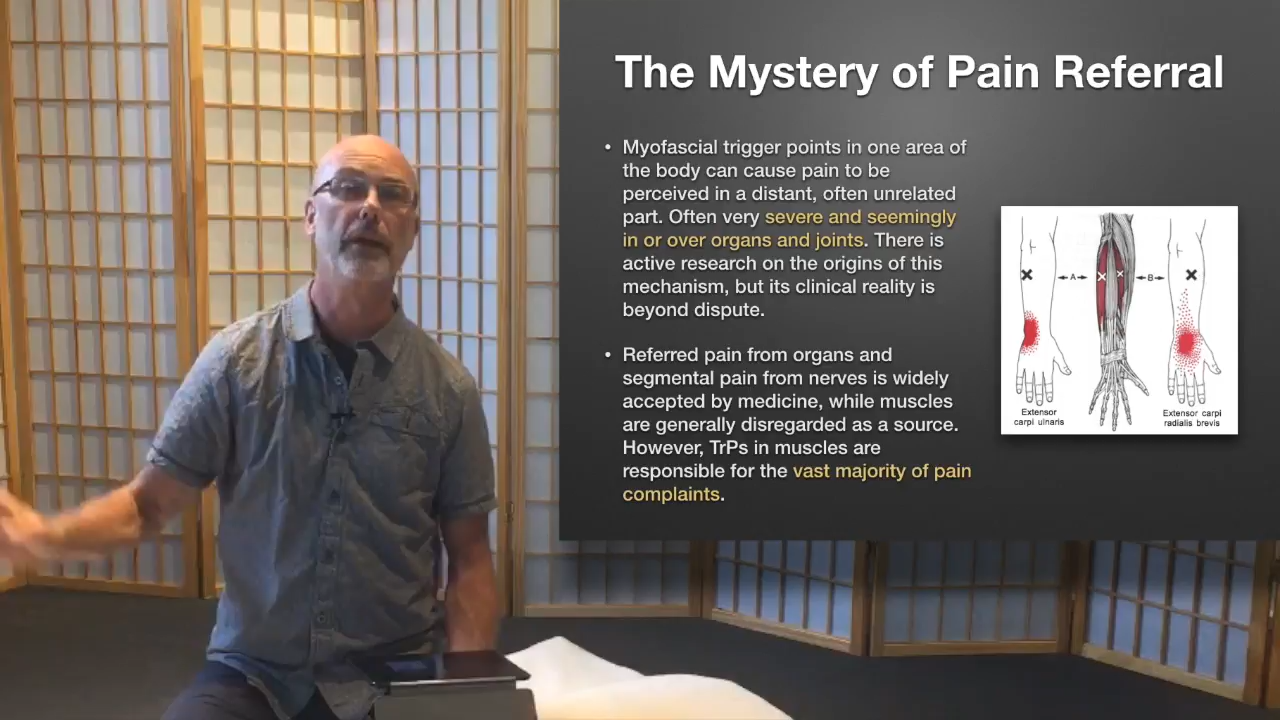 The Mystery of Pain Referral
• Myofascial trigger points in one area of
the body can cause pain to be
perceived in a distant, often unrelated
part. Often very severe and seemingly
in or over organs and joints. There is
active research on the origins of this
mechanism, but its clinical reality is
beyond dispute.
• Referred pain from organs and
segmental pain from nerves is widely
accepted by medicine, while muscles
are generally disregarded as a source.
However, TrPs in muscles are
responsible for the vast majority of pain
complaints.
A
B
Extensor
carpi ulnaris
Extensor carpi
radialis brevis